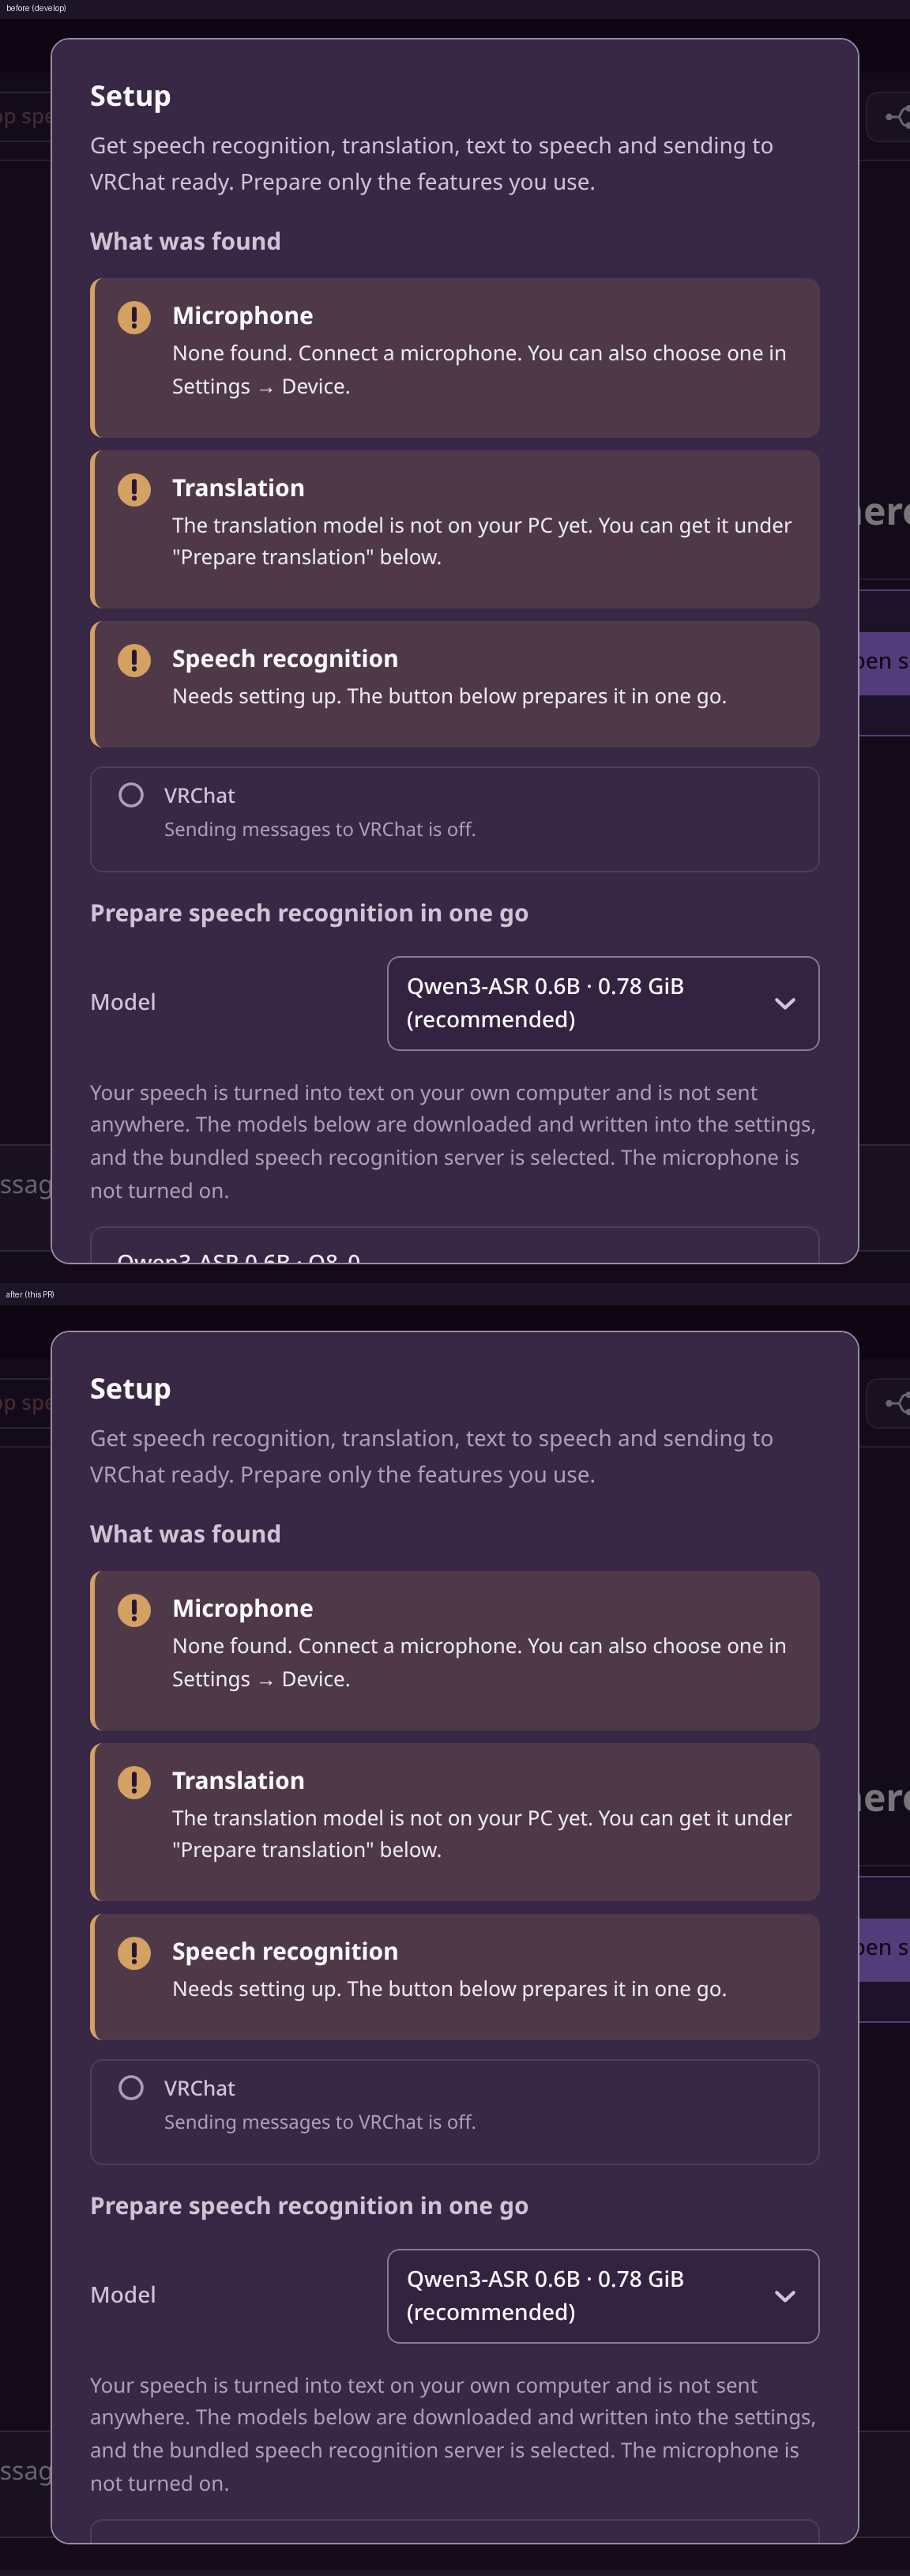 before (develop)
Setup
Get speech recognition, translation, text to speech and sending to
VRChat ready. Prepare only the features you use.
What was found
Microphone
None found. Connect a microphone. You can also choose one in
Settings → Device.
Translation
The translation model is not on your PC yet. You can get it under
"Prepare translation" below.
Speech recognition
Needs setting up. The button below prepares it in one go.
VRChat
Sending messages to VRChat is off.
Prepare speech recognition in one go
Model
Qwen3-ASR 0.6B · 0.78 GiB
(recommended)
Your speech is turned into text on your own computer and is not sent
anywhere. The models below are downloaded and written into the settings,
and the bundled speech recognition server is selected. The microphone is
not turned on.
Qwen3-ASR 0.6B · Q8_0
after (this PR)
Setup
Get speech recognition, translation, text to speech and sending to
VRChat ready. Prepare only the features you use.
What was found
Microphone
None found. Connect a microphone. You can also choose one in
Settings → Device.
Translation
The translation model is not on your PC yet. You can get it under
"Prepare translation" below.
Speech recognition
Needs setting up. The button below prepares it in one go.
VRChat
Sending messages to VRChat is off.
Prepare speech recognition in one go
Model
Qwen3-ASR 0.6B · 0.78 GiB
(recommended)
Your speech is turned into text on your own computer and is not sent
anywhere. The models below are downloaded and written into the settings,
and the bundled speech recognition server is selected. The microphone is
not turned on.